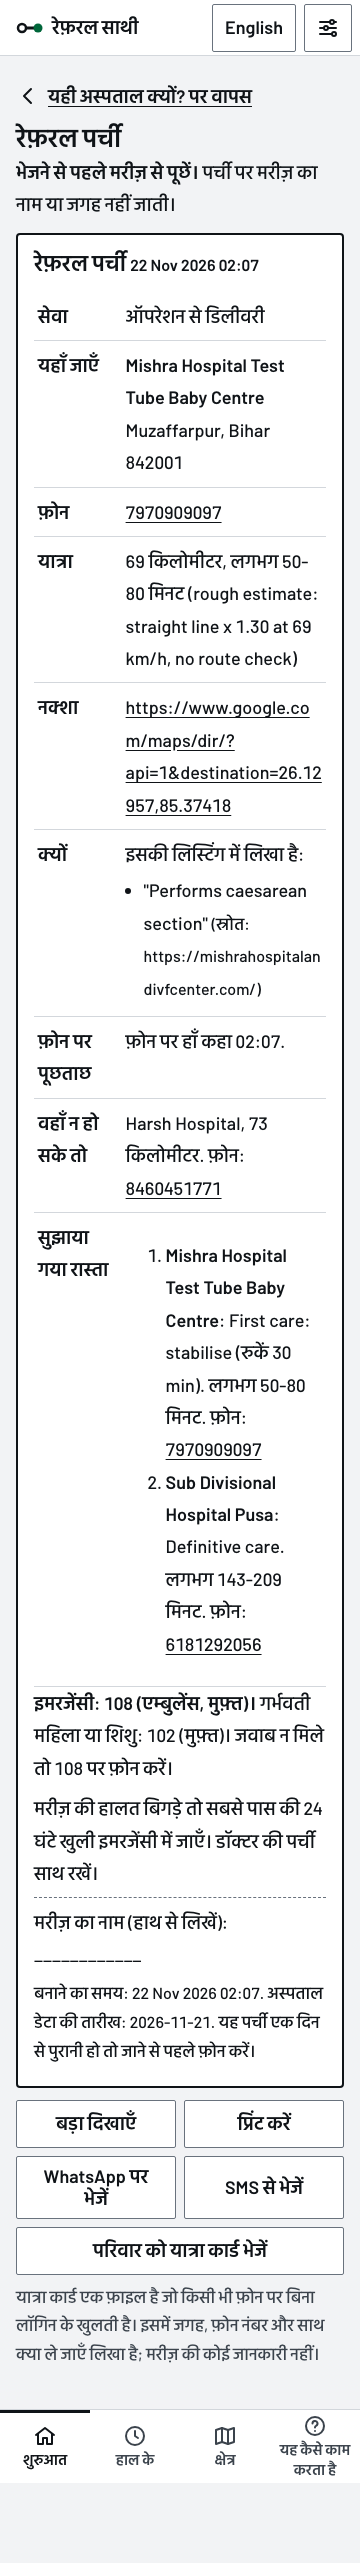 रेफ़रल साथी
English
यही अस्पताल क्यों? पर वापस
रेफ़रल पर्ची
भेजने से पहले मरीज़ से पूछें। पर्ची पर मरीज़ का
नाम या जगह नहीं जाती।
रेफ़रल पर्ची 22 Nov 2026 02:07
सेवा ऑपरेशन से डिलीवरी
यहाँ जाएँ Mishra Hospital Test
Tube Baby Centre
Muzaffarpur, Bihar
842001
फ़ोन 7970909097
यात्रा 69 किलोमीटर, लगभग 50-
80 मिनट (rough estimate:
straight line x 1.30 at 69
km/h, no route check)
नक्शा https://www.google.co
m/maps/dir/?
api=1&destination=26.12
957,85.37418
क्यों इसकी लिस्टिंग में लिखा है:
• "Performs caesarean
section" (स्रोत:
https://mishrahospitalan
divfcenter.com/)
फ़ोन पर फ़ोन पर हाँ कहा 02:07.
पूछताछ
वहाँ न हो Harsh Hospital, 73
सके तो किलोमीटर. फ़ोन:
8460451771
सुझाया
गया रास्ता
1. Mishra Hospital
Test Tube Baby
Centre: First care:
stabilise (रुकें 30
min). लगभग 50-80
मिनट. फ़ोन:
7970909097
2. Sub Divisional
Hospital Pusa:
Definitive care.
लगभग 143-209
मिनट. फ़ोन:
6181292056
इमरजेंसी: 108 (एम्बुलेंस, मुफ़्त)। गर्भवती
महिला या शिशु: 102 (मुफ़्त)। जवाब न मिले
तो 108 पर फ़ोन करें।
मरीज़ की हालत बिगड़े तो सबसे पास की 24
घंटे खुली इमरजेंसी में जाएँ। डॉक्टर की पर्ची
साथ रखें।
मरीज़ का नाम (हाथ से लिखें):
____________
बनाने का समय: 22 Nov 2026 02:07. अस्पताल
डेटा की तारीख: 2026-11-21. यह पर्ची एक दिन
से पुरानी हो तो जाने से पहले फ़ोन करें।
बड़ा दिखाएँ
प्रिंट करें
WhatsApp पर
भेजें
SMS से भेजें
परिवार को यात्रा कार्ड भेजें
यात्रा कार्ड एक फ़ाइल है जो किसी भी फ़ोन पर बिना
लॉगिन के खुलती है। इसमें जगह, फ़ोन नंबर और साथ
क्या ले जाएँ लिखा है; मरीज़ की कोई जानकारी नहीं।
शुरुआत
हाल के
क्षेत्र
यह कैसे काम
करता है